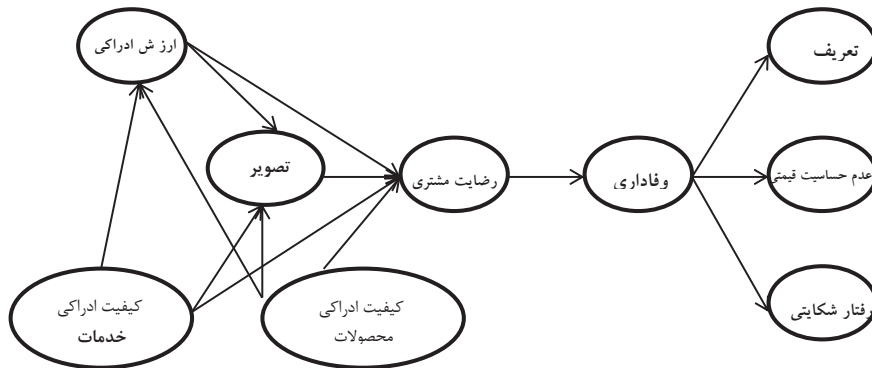 ارز ش ادراکی
تعریف
تصویر
رضایت مشتری
وفاداری
عدم حساسیت قیمتی
کیفیت ادراکی
خدمات
کیفیت ادراکی
محصولات
رفتار شکایتی